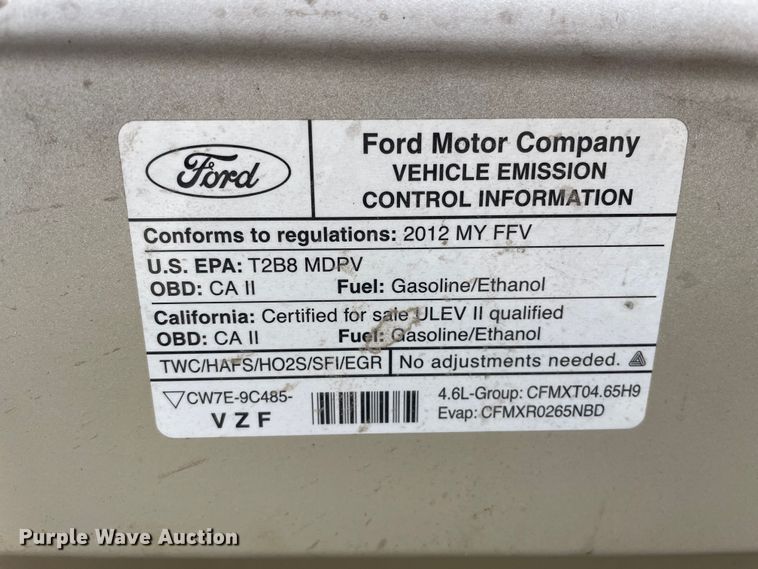 Ford
Ford Motor Company
VEHICLE EMISSION
CONTROL INFORMATION
Conforms to regulations: 2012 MY FFV
U.S. EPA: T2B8 MDPV
OBD: CA II Fuel: Gasoline/Ethanol
California: Certified for sale ULEV II qualified
OBD: CA II Fuel: Gasoline/Ethanol
TWC/HAFS/HO2S/SFI/EGR No adjustments needed.
CW7E-9C485-
VZF
4.6L-Group: CFMXT04.65H9
Evap: CFMXR0265NBD
Purple Wave Auction